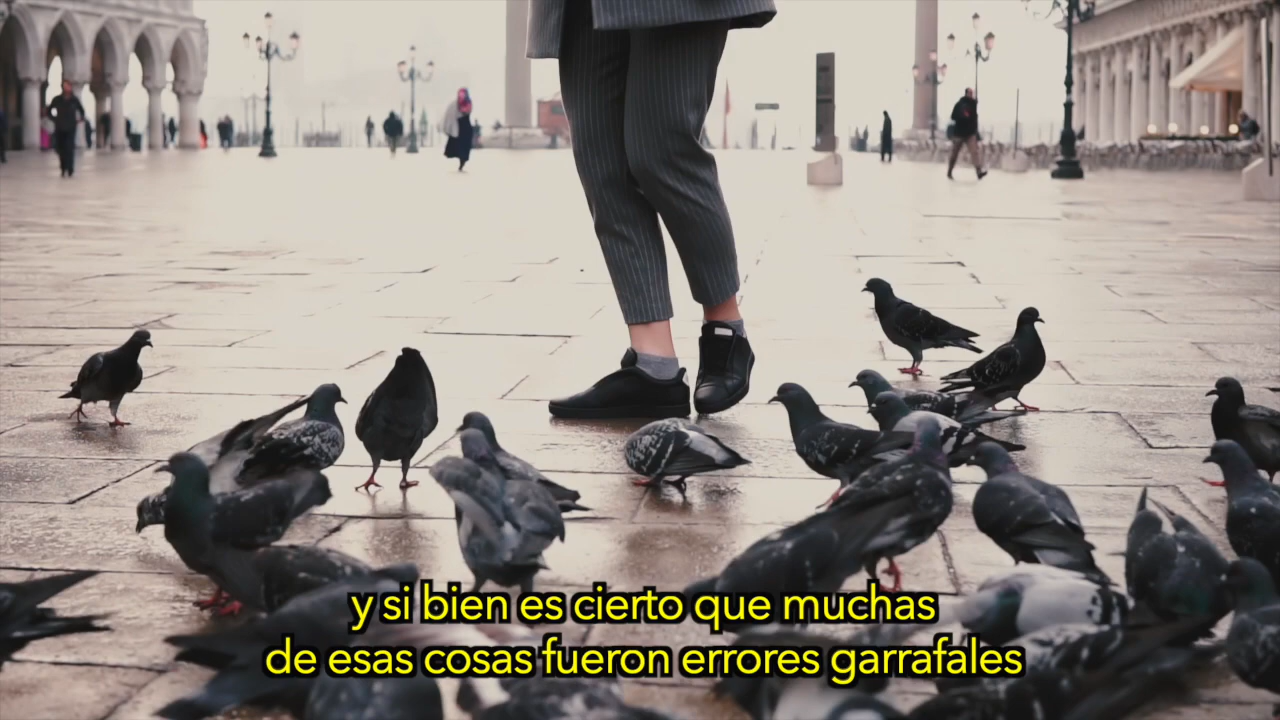 y si bien es cierto que muchas
de esas cosas fueron errores garrafales